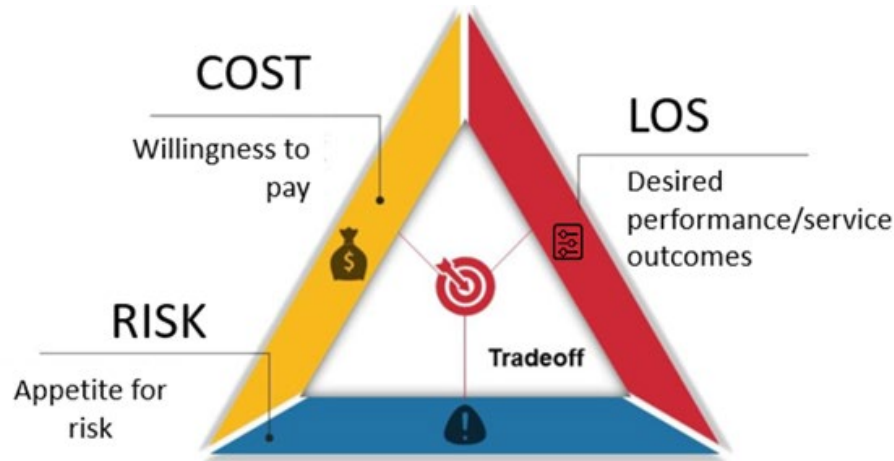 COST
Willingness to
pay
LOS
Desired
performance/service
outcomes
RISK
Appetite for
risk
Tradeoff
$
!